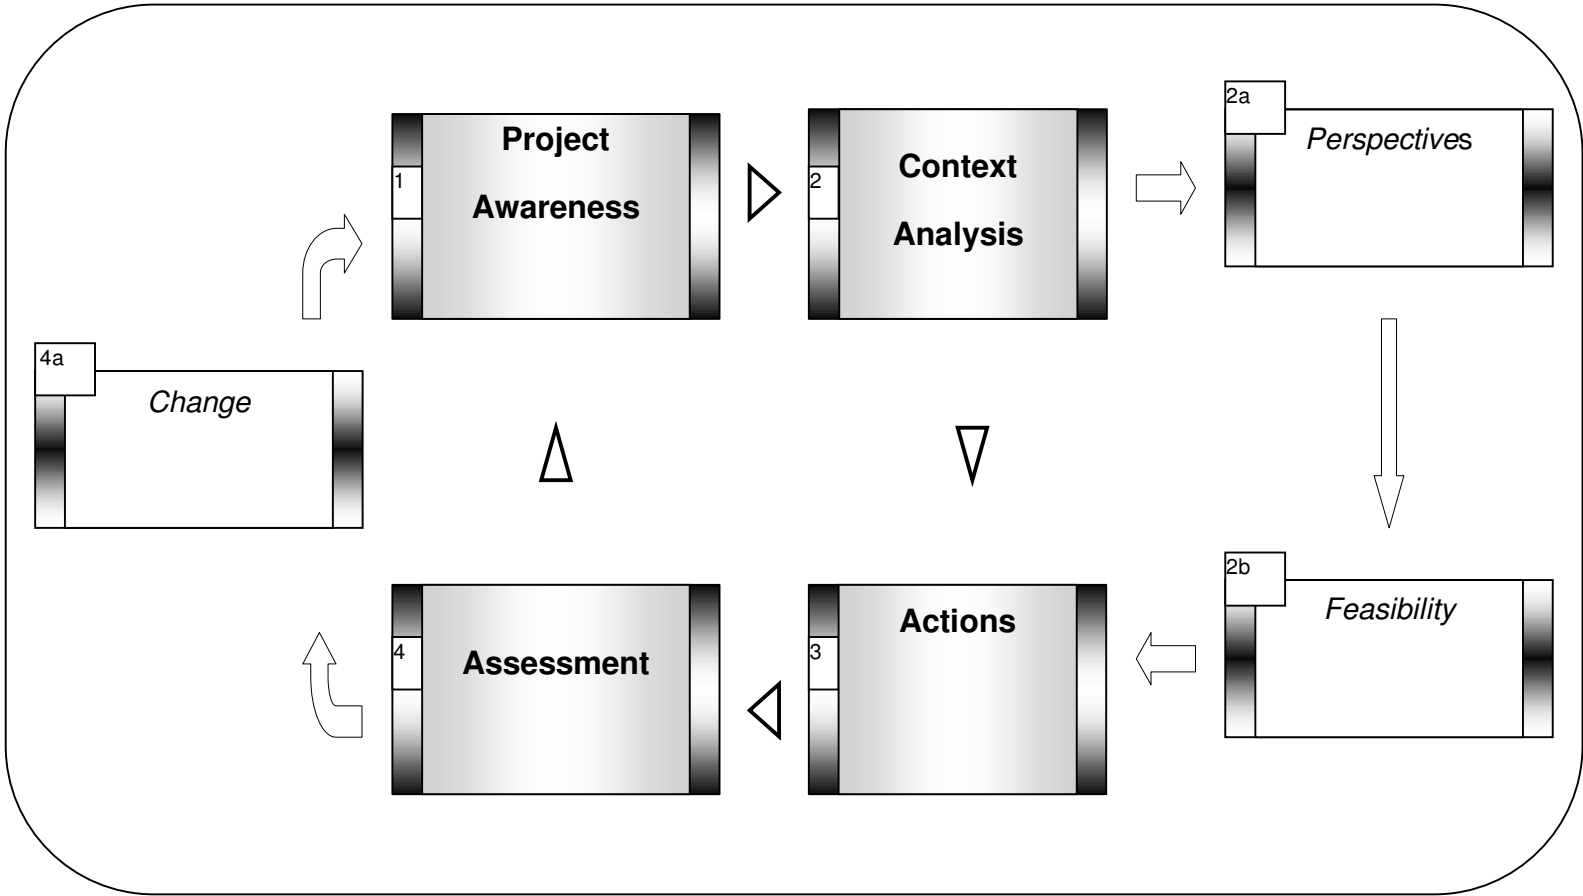 1
Project
Awareness
2
Context
Analysis
2a
Perspectives
4a
Change
4
Assessment
3
Actions
2b
Feasibility